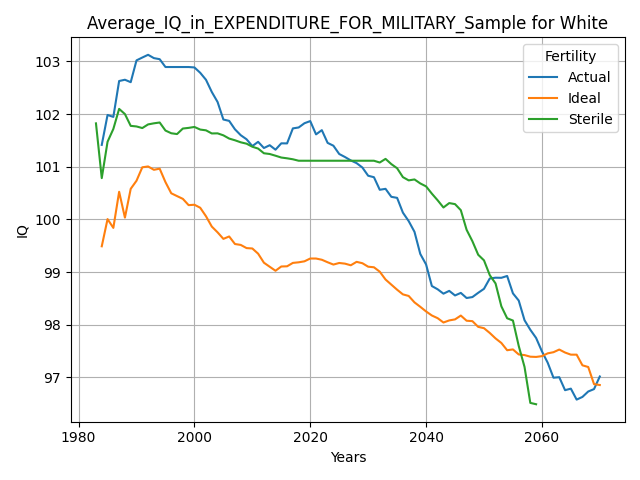 Average_IQ_in_EXPENDITURE_FOR_MILITARY_Sample for White
Fertility
Actual
Ideal
Sterile
IQ
103
102
101
100
99
98
97
1980
2000
2020
2040
2060
Years